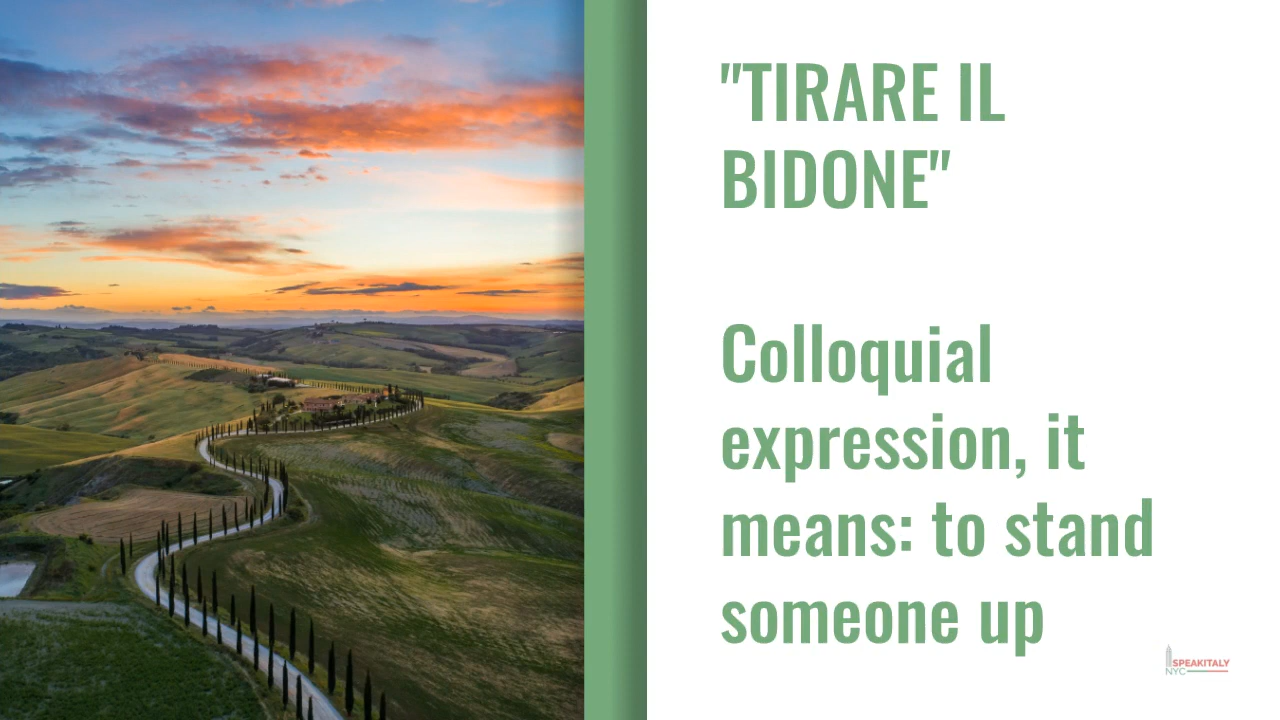 "TIRARE IL
BIDONE"
Colloquial
expression, it
means: to stand
someone up
SPEAKITALY
NYC